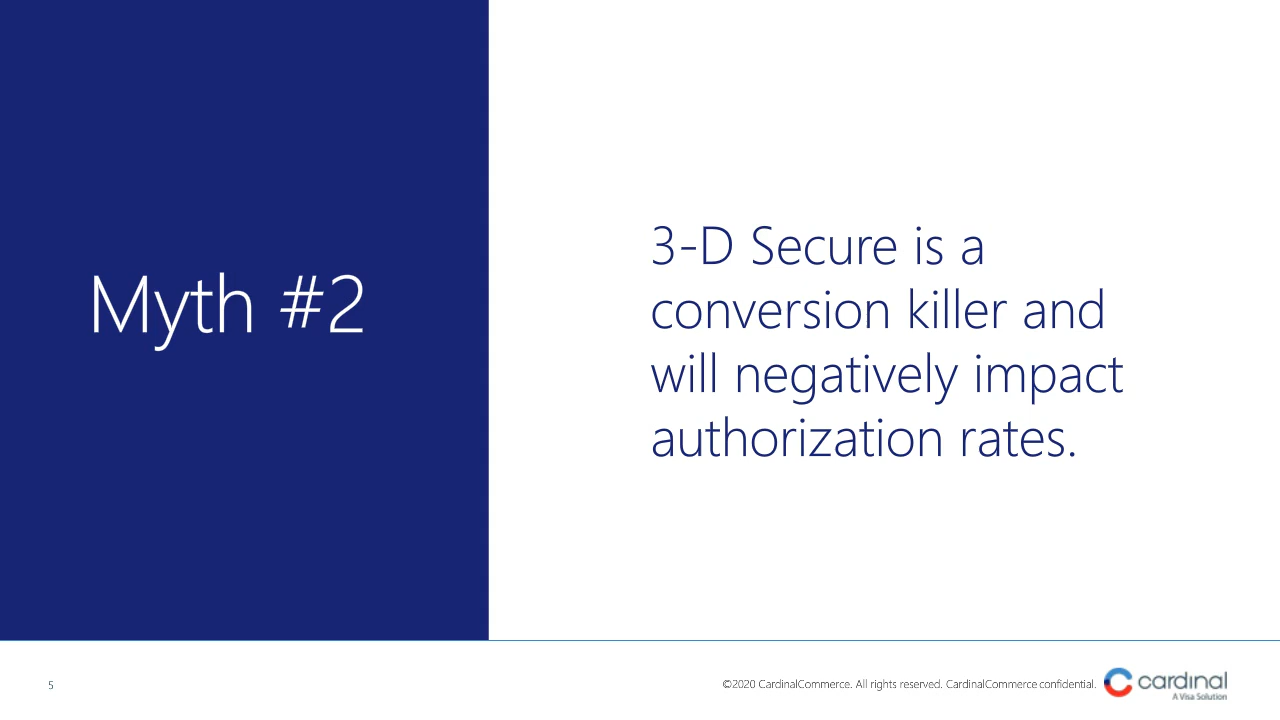 Myth #2
3-D Secure is a
conversion killer and
will negatively impact
authorization rates.
5
©2020 CardinalCommerce. All rights reserved. CardinalCommerce confidential.
cardinal
A Visa Solution